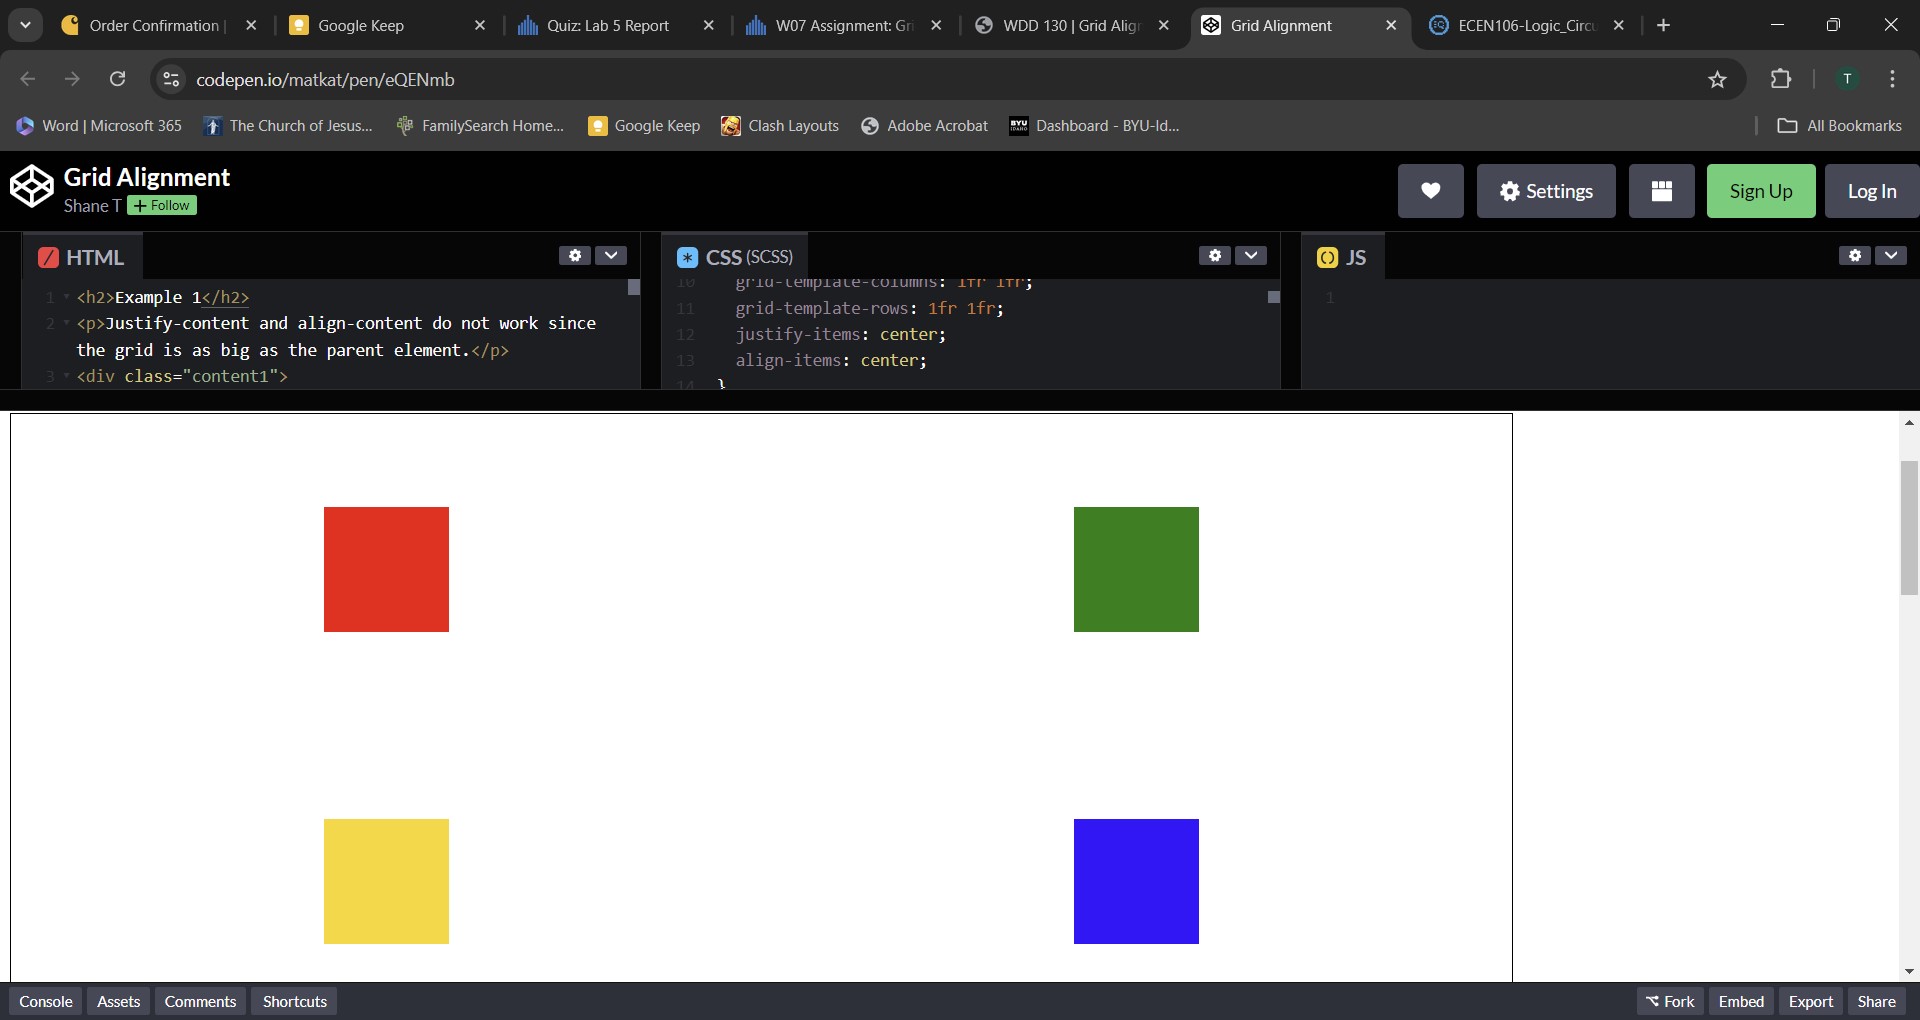 Order Confirmation |
Google Keep
Quiz: Lab 5 Report
W07 Assignment: Gri
WDD 130 | Grid Align
Grid Alignment
ECEN106-Logic_Circu
codepen.io/matkat/pen/eQENmb
T
Word | Microsoft 365
The Church of Jesus...
FamilySearch Home...
Google Keep
Clash Layouts
Adobe Acrobat
BYU
IDAHO
Dashboard - BYU-Id...
All Bookmarks
Grid Alignment
Shane T
+ Follow
Settings
Sign Up
Log In
HTML
1 <h2>Example 1</h2>
2 <p>Justify-content and align-content do not work since
the grid is as big as the parent element.</p>
3 <div class="content1">
CSS (SCSS)
10 grid-template-columns: 1fr 1fr;
11 grid-template-rows: 1fr 1fr;
12 justify-items: center;
13 align-items: center;
14 }
JS
1
Console
Assets
Comments
Shortcuts
Fork
Embed
Export
Share